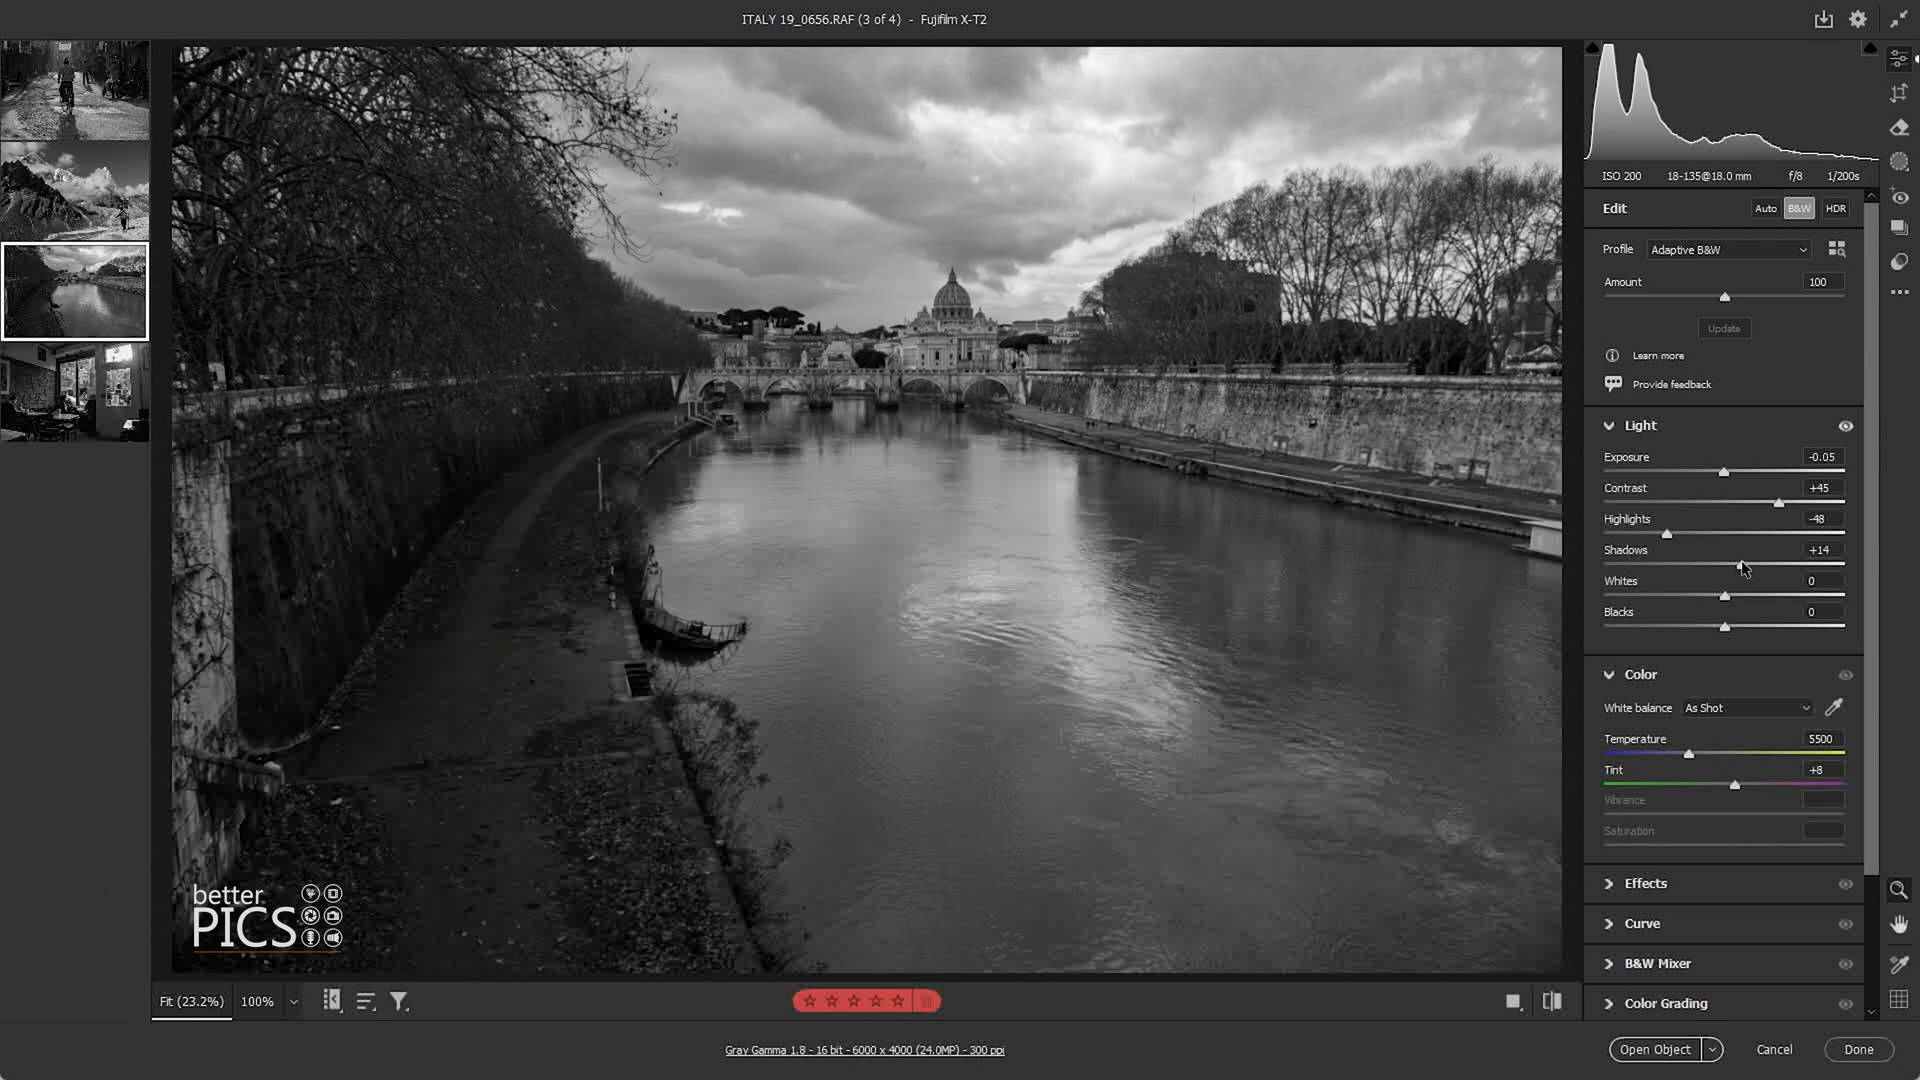 ITALY 19_0656.RAF (3 of 4) - Fujifilm X-T2
ISO 200 18-135@18.0 mm f/8 1/200s
Edit Auto B&W HDR
Profile Adaptive B&W
Amount 100
Update
Learn more
Provide feedback
Light
Exposure -0.05
Contrast +45
Highlights -48
Shadows +14
Whites 0
Blacks 0
Color
White balance As Shot
Temperature 5500
Tint +8
Vibrance
Saturation
Effects
Curve
B&W Mixer
Color Grading
better
PICS
Fit (23.2%) 100%
Gray Gamma 1.8 - 16 bit - 6000 x 4000 (24.0MP) - 300 ppi
Open Object Cancel Done